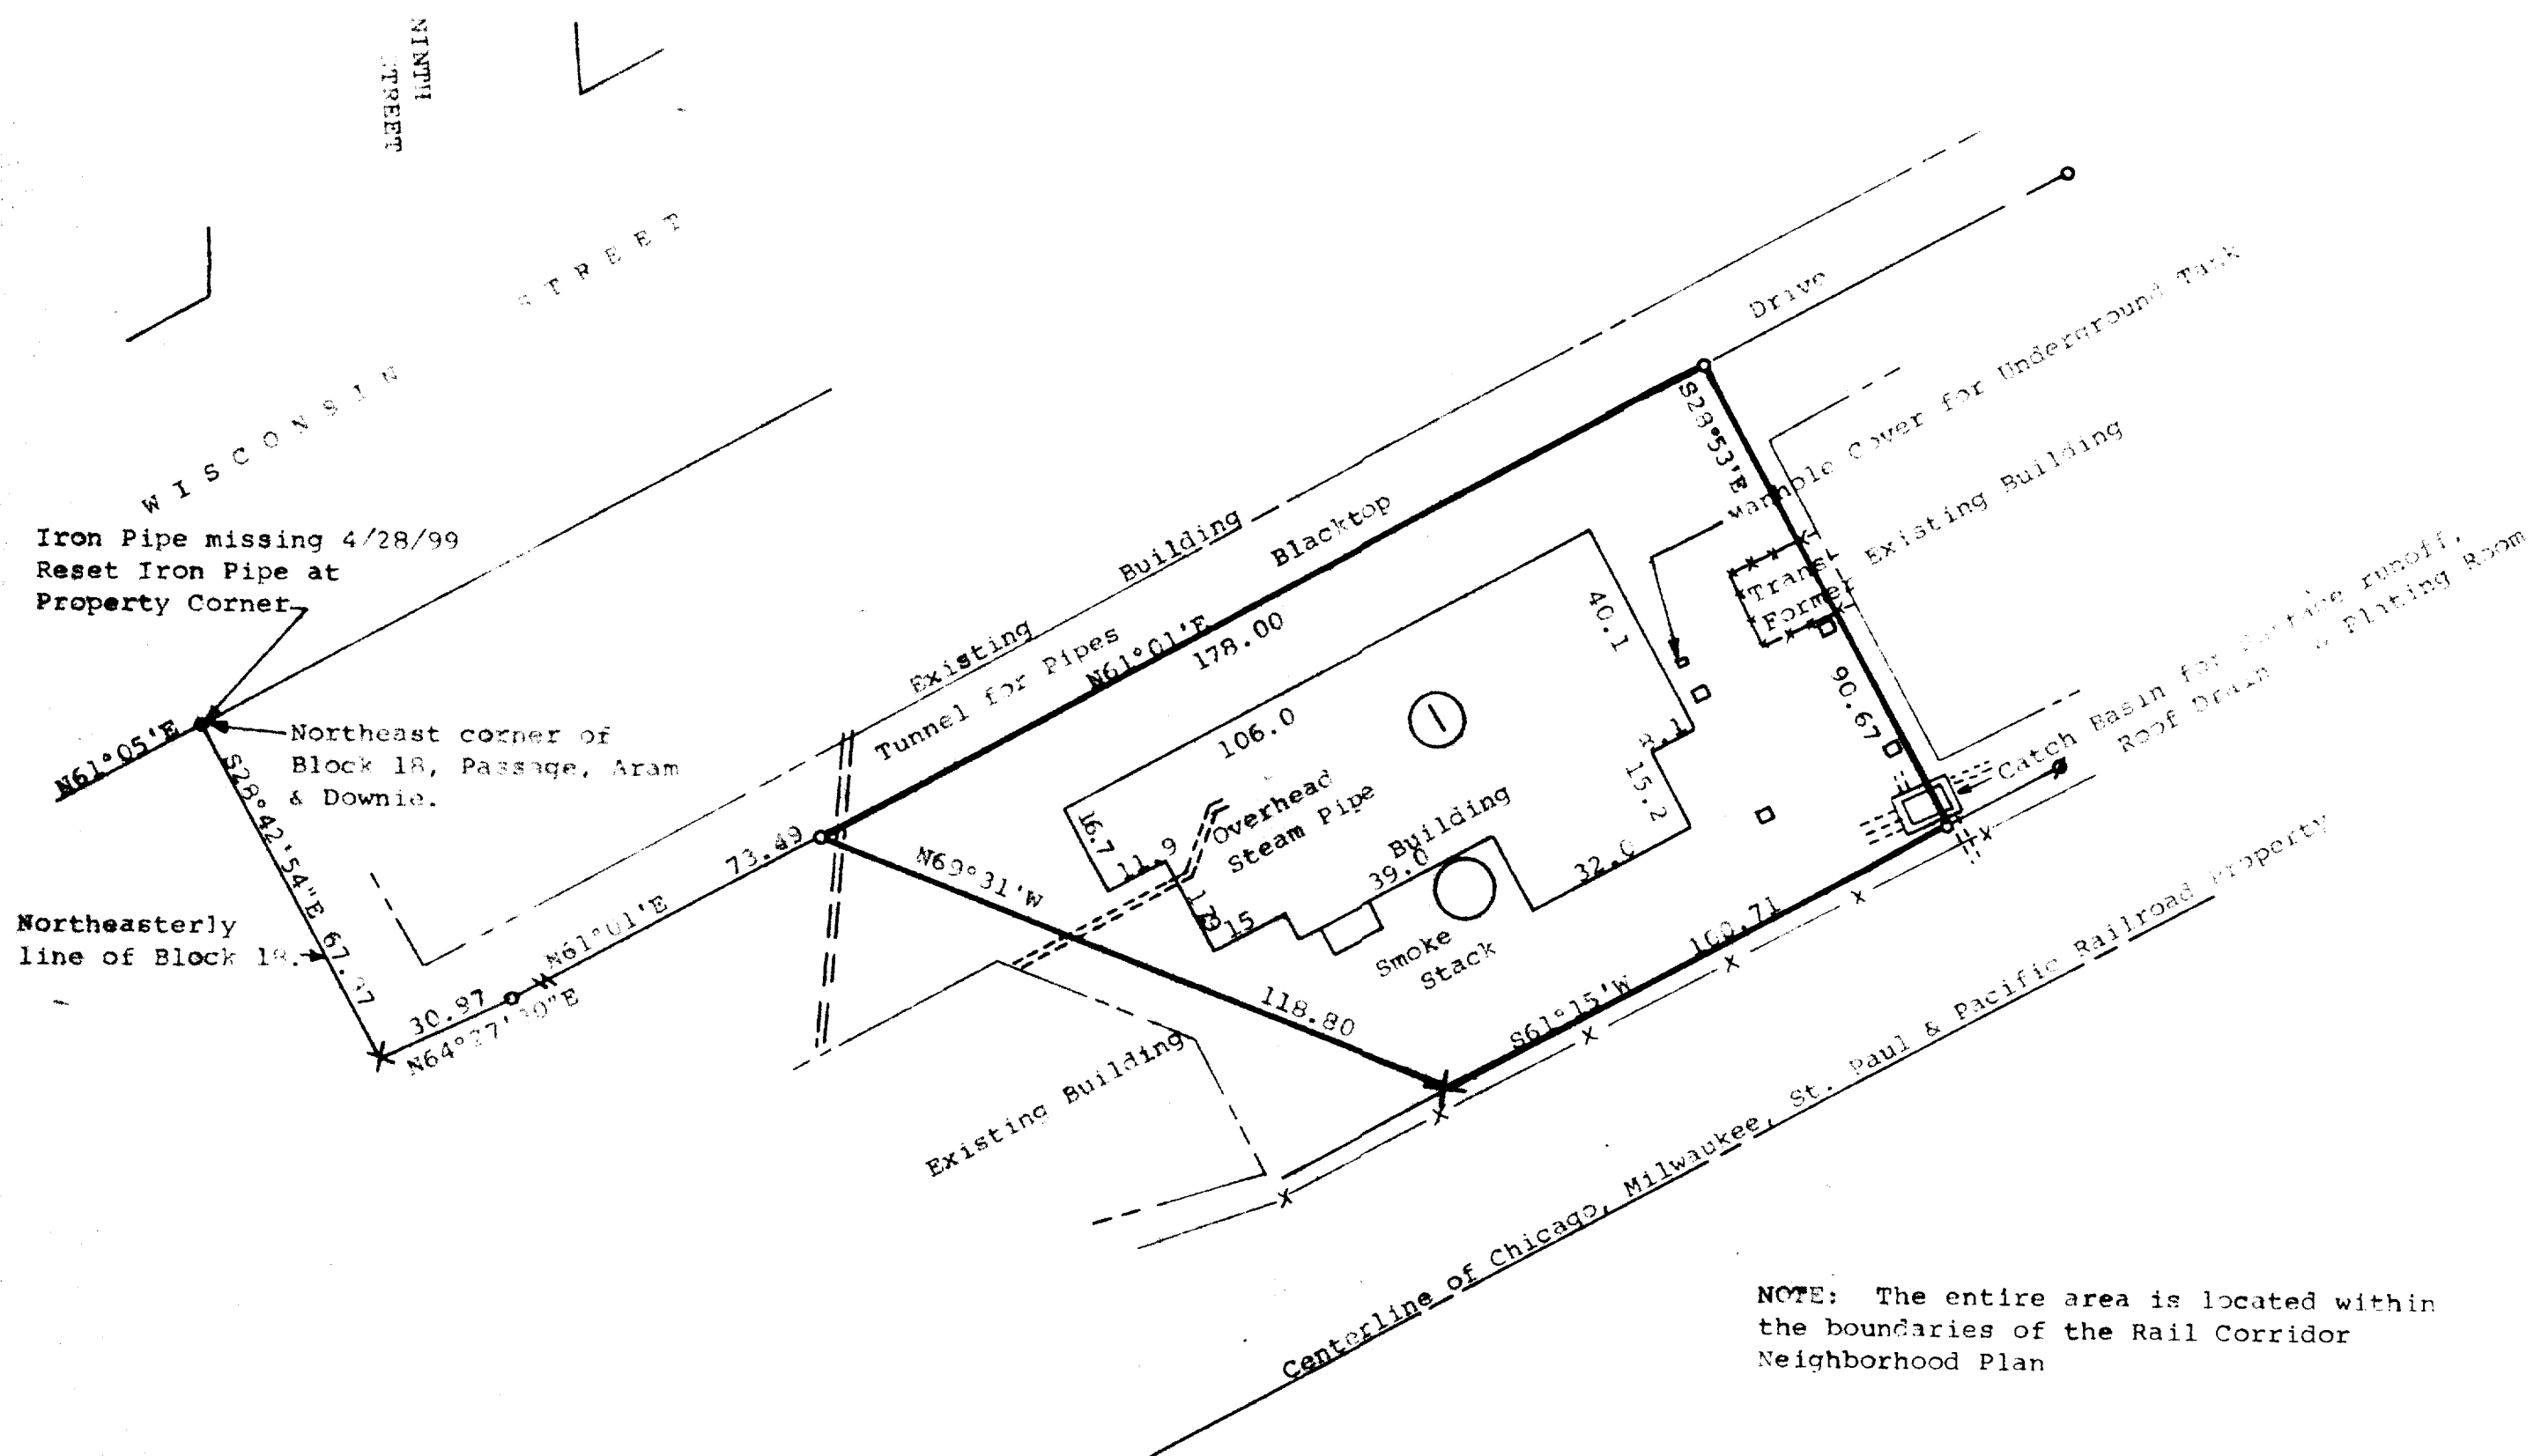 NINTH
STREET
WISCONSIN STREET
Iron Pipe missing 4/28/99
Reset Iron Pipe at
Property Corner
N61°05'E
Northeast corner of
Block 18, Passage, Aram
& Downie.
S28°42'54"E 67.
Northeasterly
line of Block 18.
30.97
N64° "E
N61°01'E
73.49
Existing Building
Tunnel for Pipes
Blacktop Drive
N61°01'E
178.00
S28°53'E
90.67
Manhole Cover for Underground Tank
Existing Building
Trans-
Former
Catch Basin for runoff,
Roof Drain & Plating Room
106.0
40.1
8.1
15.2
32.0
39.0
15
11.9
16.7
1
Overhead
Steam Pipe
Building
Smoke
Stack
N69°31'W
118.80
S61°15'W
100.71
Existing Building
Centerline of Chicago, Milwaukee, St. Paul & Pacific Railroad Property
NOTE: The entire area is located within
the boundaries of the Rail Corridor
Neighborhood Plan